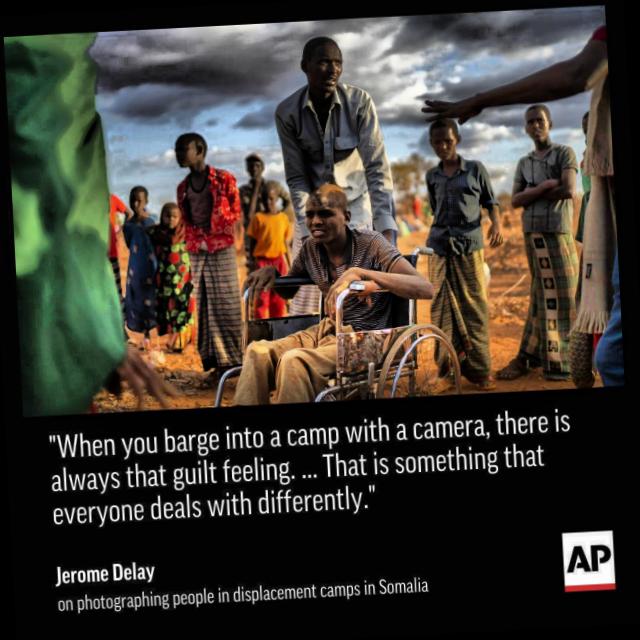 "When you barge into a camp with a camera, there is
always that guilt feeling. ... That is something that
everyone deals with differently."
Jerome Delay
on photographing people in displacement camps in Somalia
AP